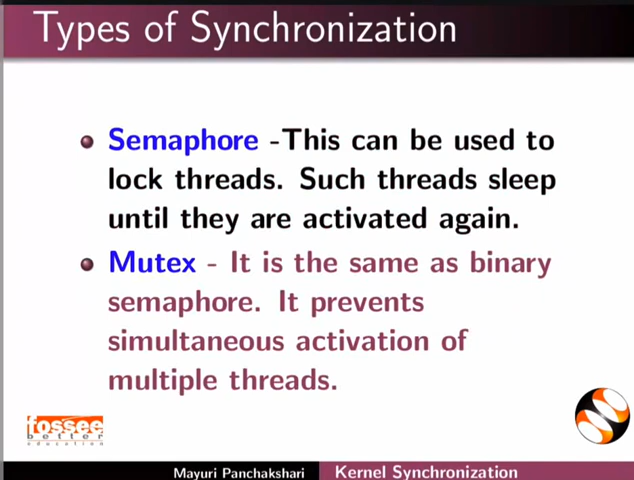 Types of Synchronization
Semaphore -This can be used to
lock threads. Such threads sleep
until they are activated again.
Mutex - It is the same as binary
semaphore. It prevents
simultaneous activation of
multiple threads.
fossee
better
education
Mayuri Panchakshari Kernel Synchronization